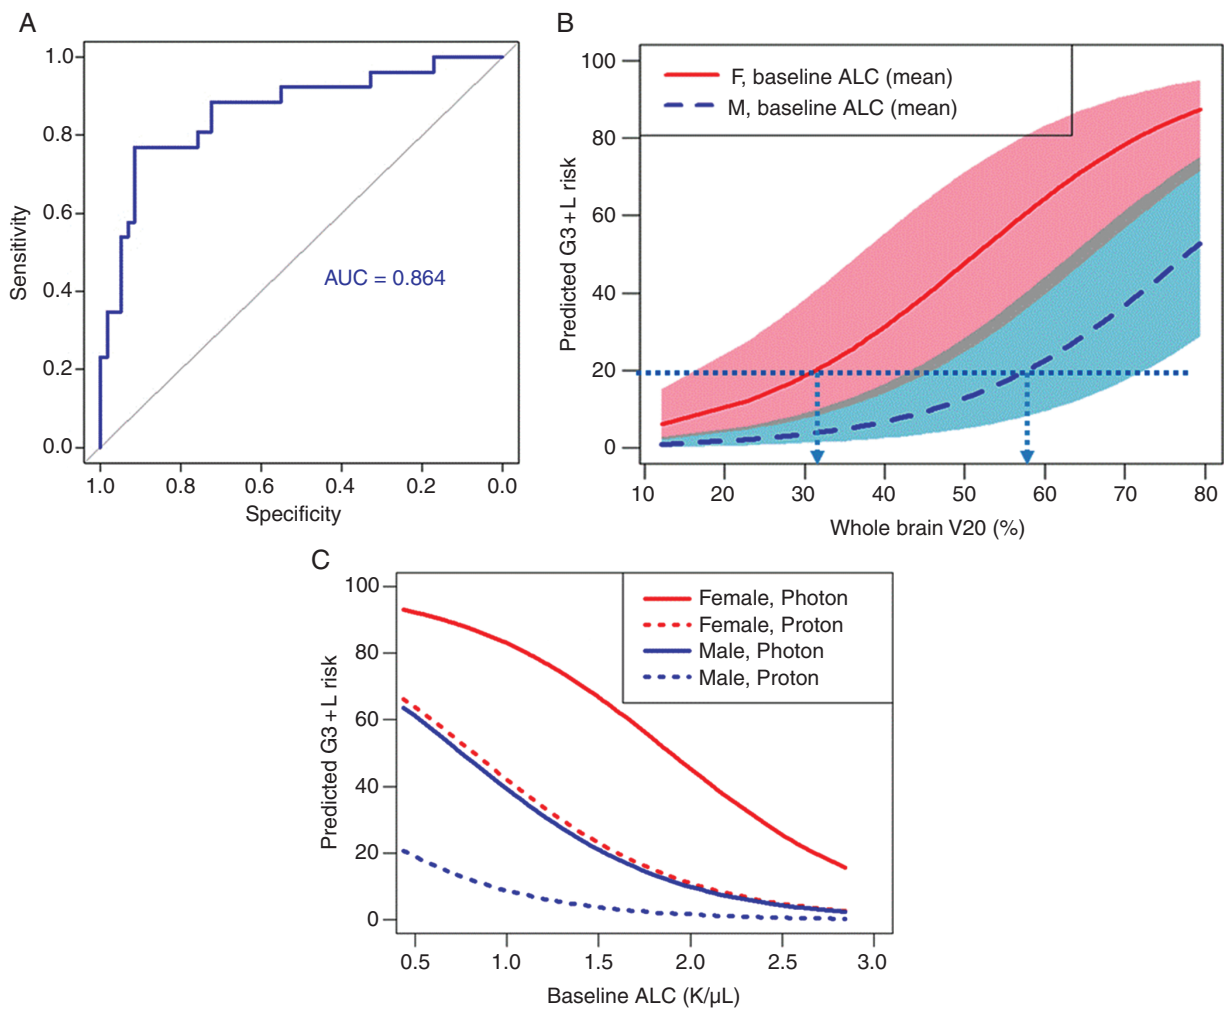 A
1.0
0.8
0.6
0.4
0.2
0.0
Sensitivity
AUC = 0.864
1.0 0.8 0.6 0.4 0.2 0.0
Specificity
B
100
80
60
40
20
0
Predicted G3+L risk
F, baseline ALC (mean)
M, baseline ALC (mean)
10 20 30 40 50 60 70 80
Whole brain V20 (%)
C
100
80
60
40
20
0
Predicted G3+L risk
Female, Photon
Female, Proton
Male, Photon
Male, Proton
0.5 1.0 1.5 2.0 2.5 3.0
Baseline ALC (K/μL)